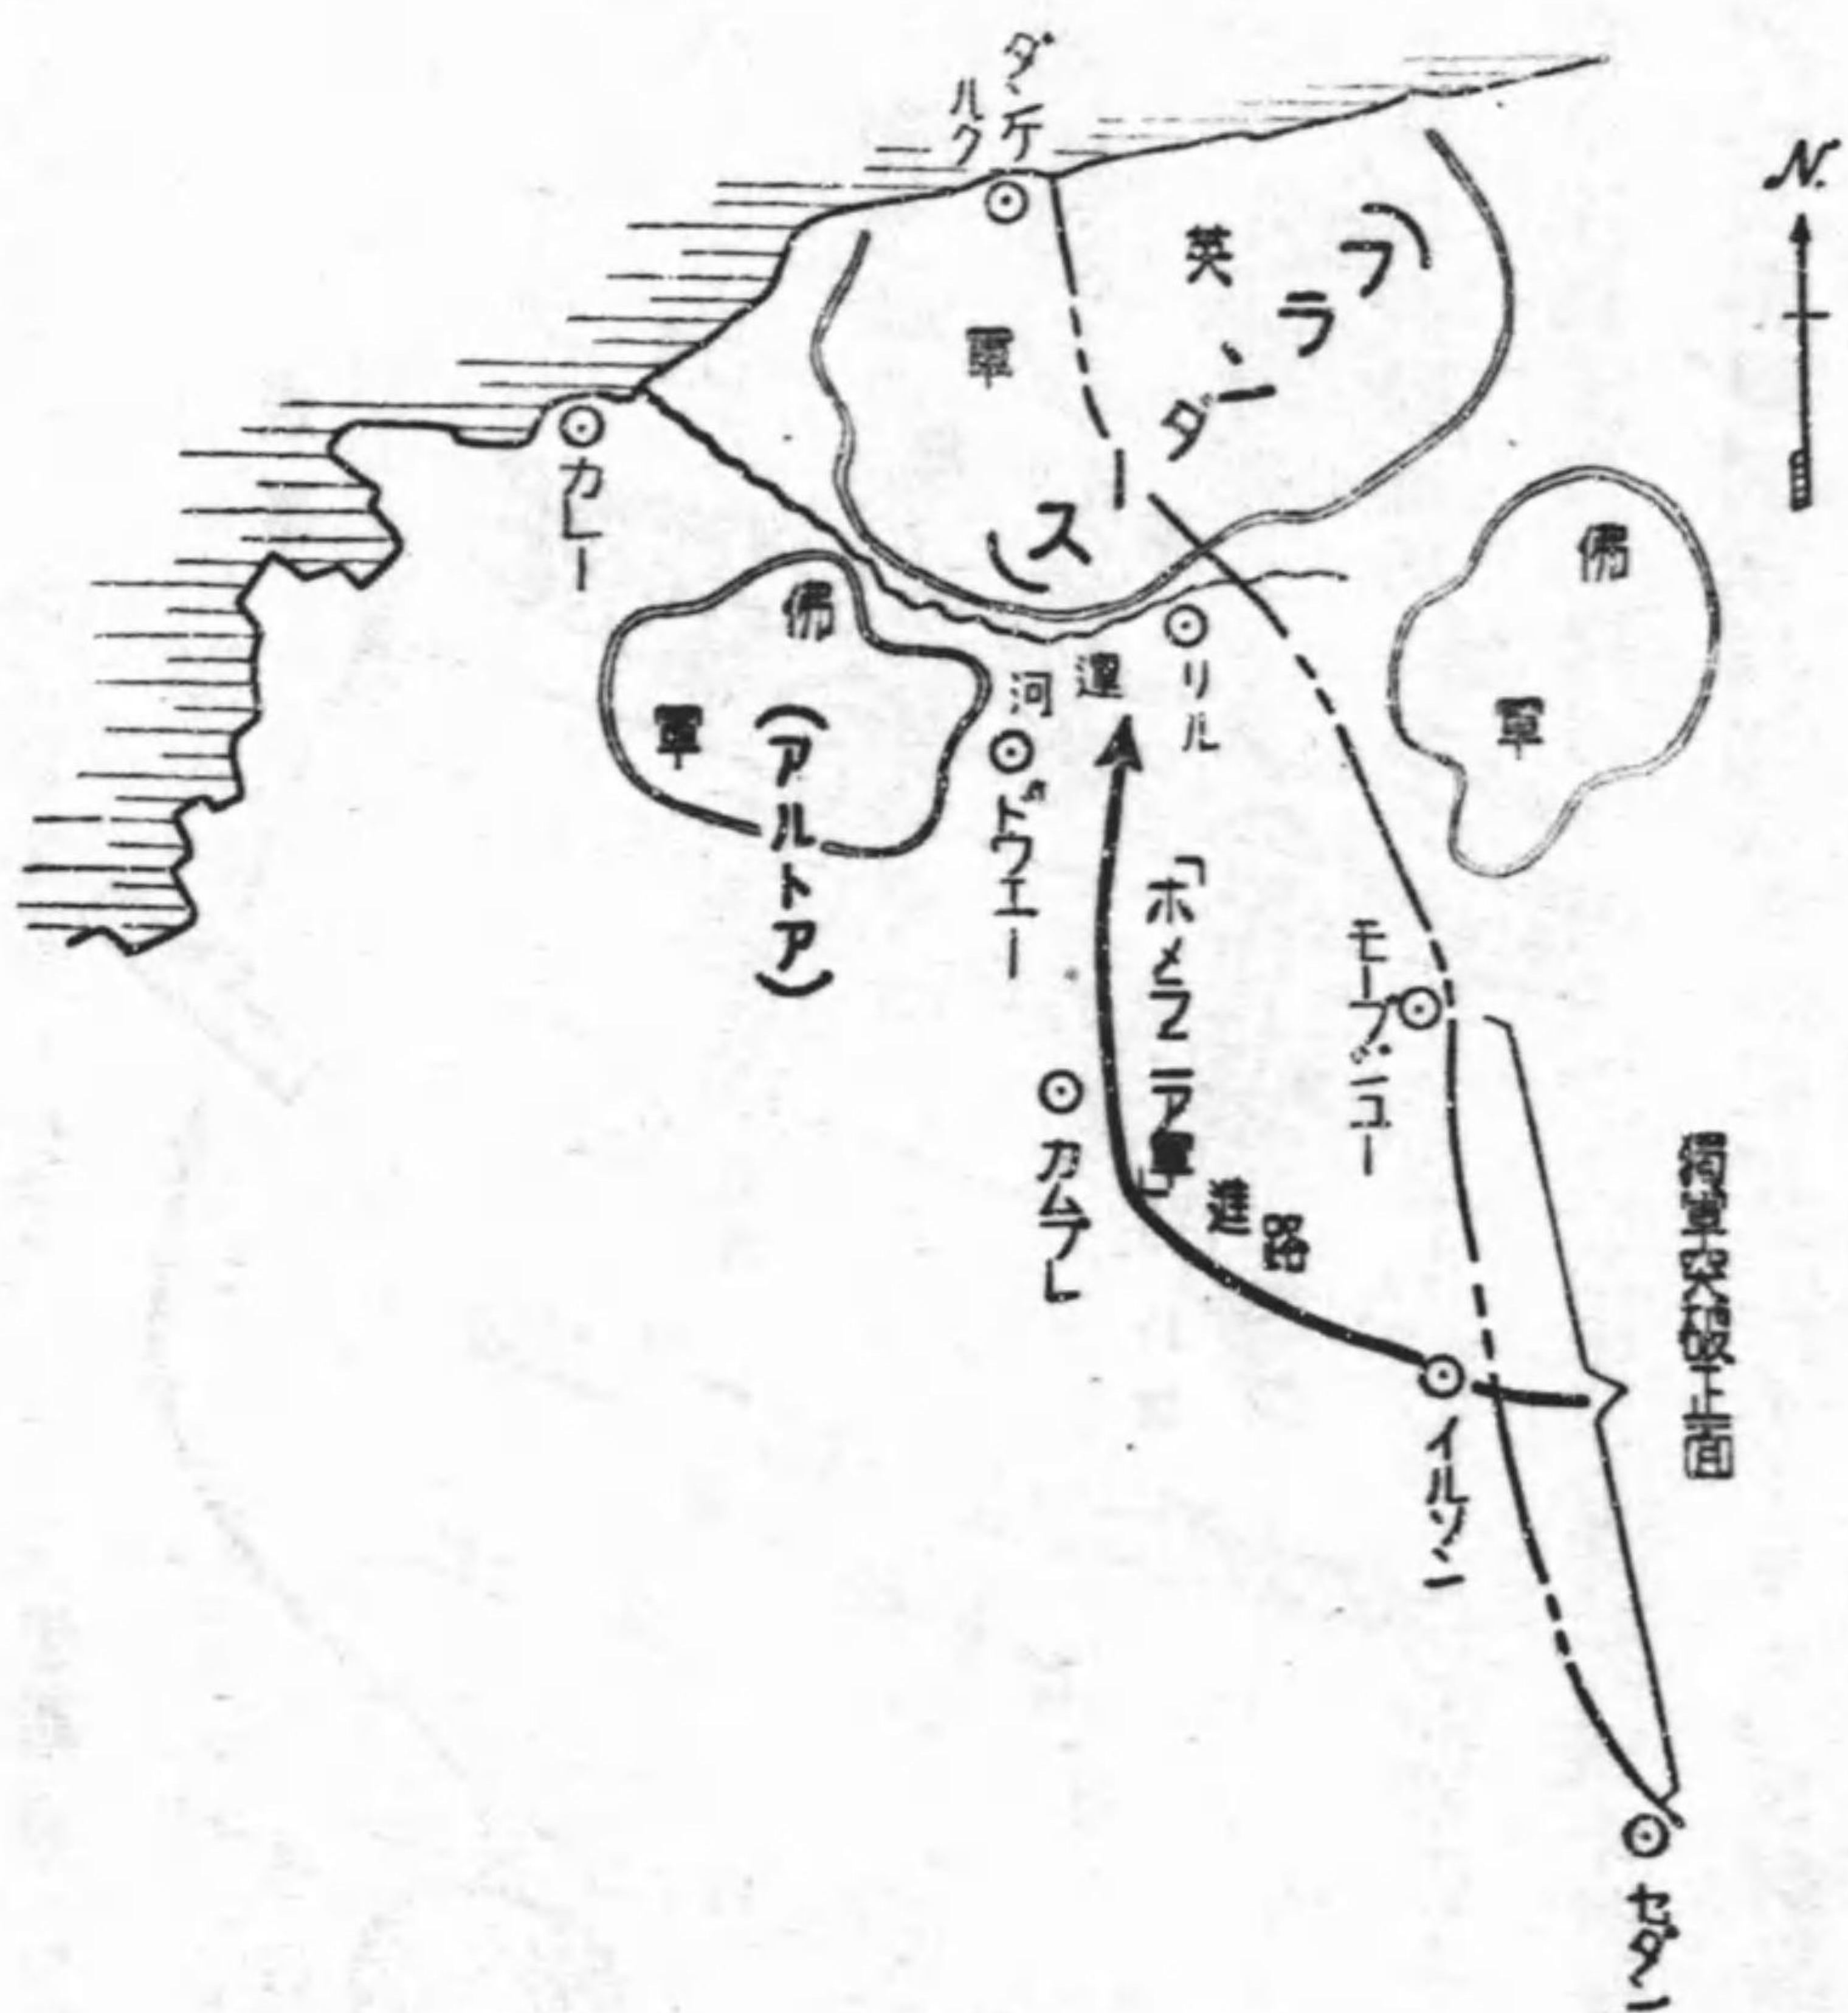 N.
ダンケ
ルク
英軍
(フランダス)
カレー
佛軍
(アルトア)
佛軍
運河
リル
ドウエー
「ホメラニア軍」進路
モーブニユー
カムブレ
イルソン
獨軍突破正面
セダン